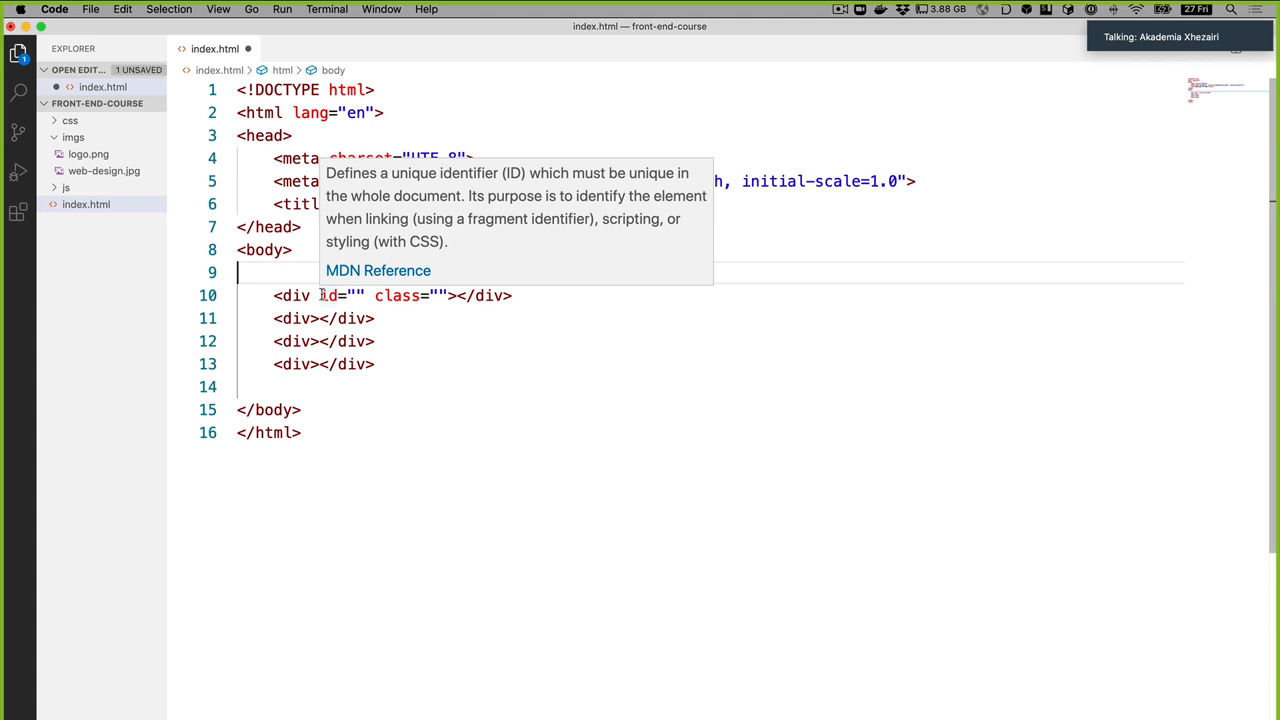 Code File Edit Selection View Go Run Terminal Window Help 3.88 GB 27 Fri
index.html — front-end-course
Talking: Akademia Xhezairi
EXPLORER
OPEN EDIT... 1 UNSAVED
index.html
FRONT-END-COURSE
css
imgs
logo.png
web-design.jpg
js
index.html
1
index.html
index.html > html > body
1 <!DOCTYPE html>
2 <html lang="en">
3 <head>
4 <meta charset="UTF-8">
5 <meta h, initial-scale=1.0">
6 <titl
7 </head>
8 <body>
9
10 <div id="" class=""></div>
11 <div></div>
12 <div></div>
13 <div></div>
14
15 </body>
16 </html>
Defines a unique identifier (ID) which must be unique in
the whole document. Its purpose is to identify the element
when linking (using a fragment identifier), scripting, or
styling (with CSS).
MDN Reference